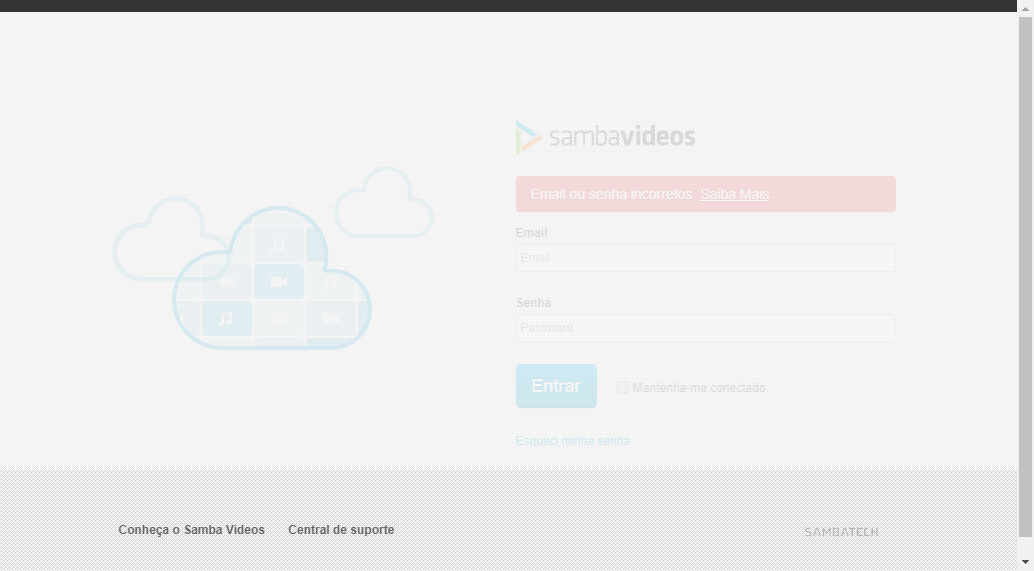 sambavideos
Email ou senha incorretos. Saiba Mais
Email
Email
Senha
Password
Entrar
Mantenha-me conectado
Esqueci minha senha
Conheça o Samba Videos
Central de suporte
SAMBATECH